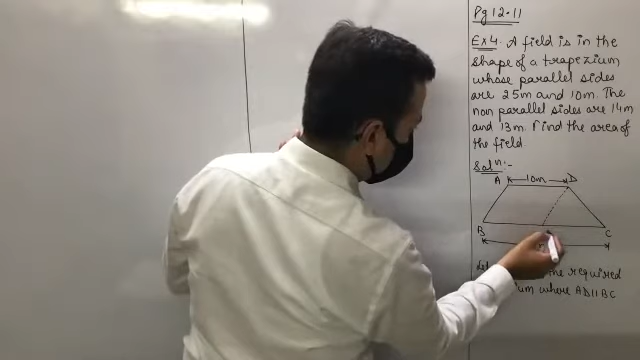 Pg 12.11
Ex 4. A field is in the
shape of a trapezium
whose parallel sides
are 25m and 10m. The
non parallel sides are 14m
and 13m. Find the area of
the field.
Solⁿ:-
A 10m D
B C
Let the required
where AD || BC